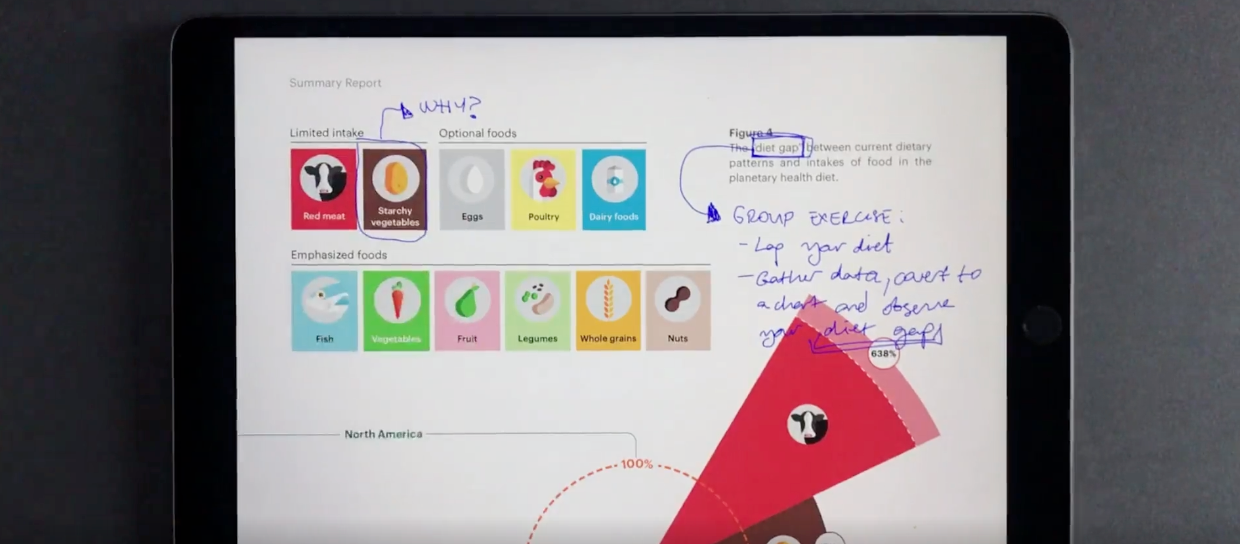 Summary Report
WHY?
Limited intake
Optional foods
Red meat
Starchy
vegetables
Eggs
Poultry
Dairy foods
Emphasized foods
Fish
Vegetables
Fruit
Legumes
Whole grains
Nuts
Figure 4
The "diet gap" between current dietary
patterns and intakes of food in the
planetary health diet.
GROUP EXERCISE:
- Log your diet
- Gather data, covert to
a chart and observe
your diet gaps
638%
North America
100%